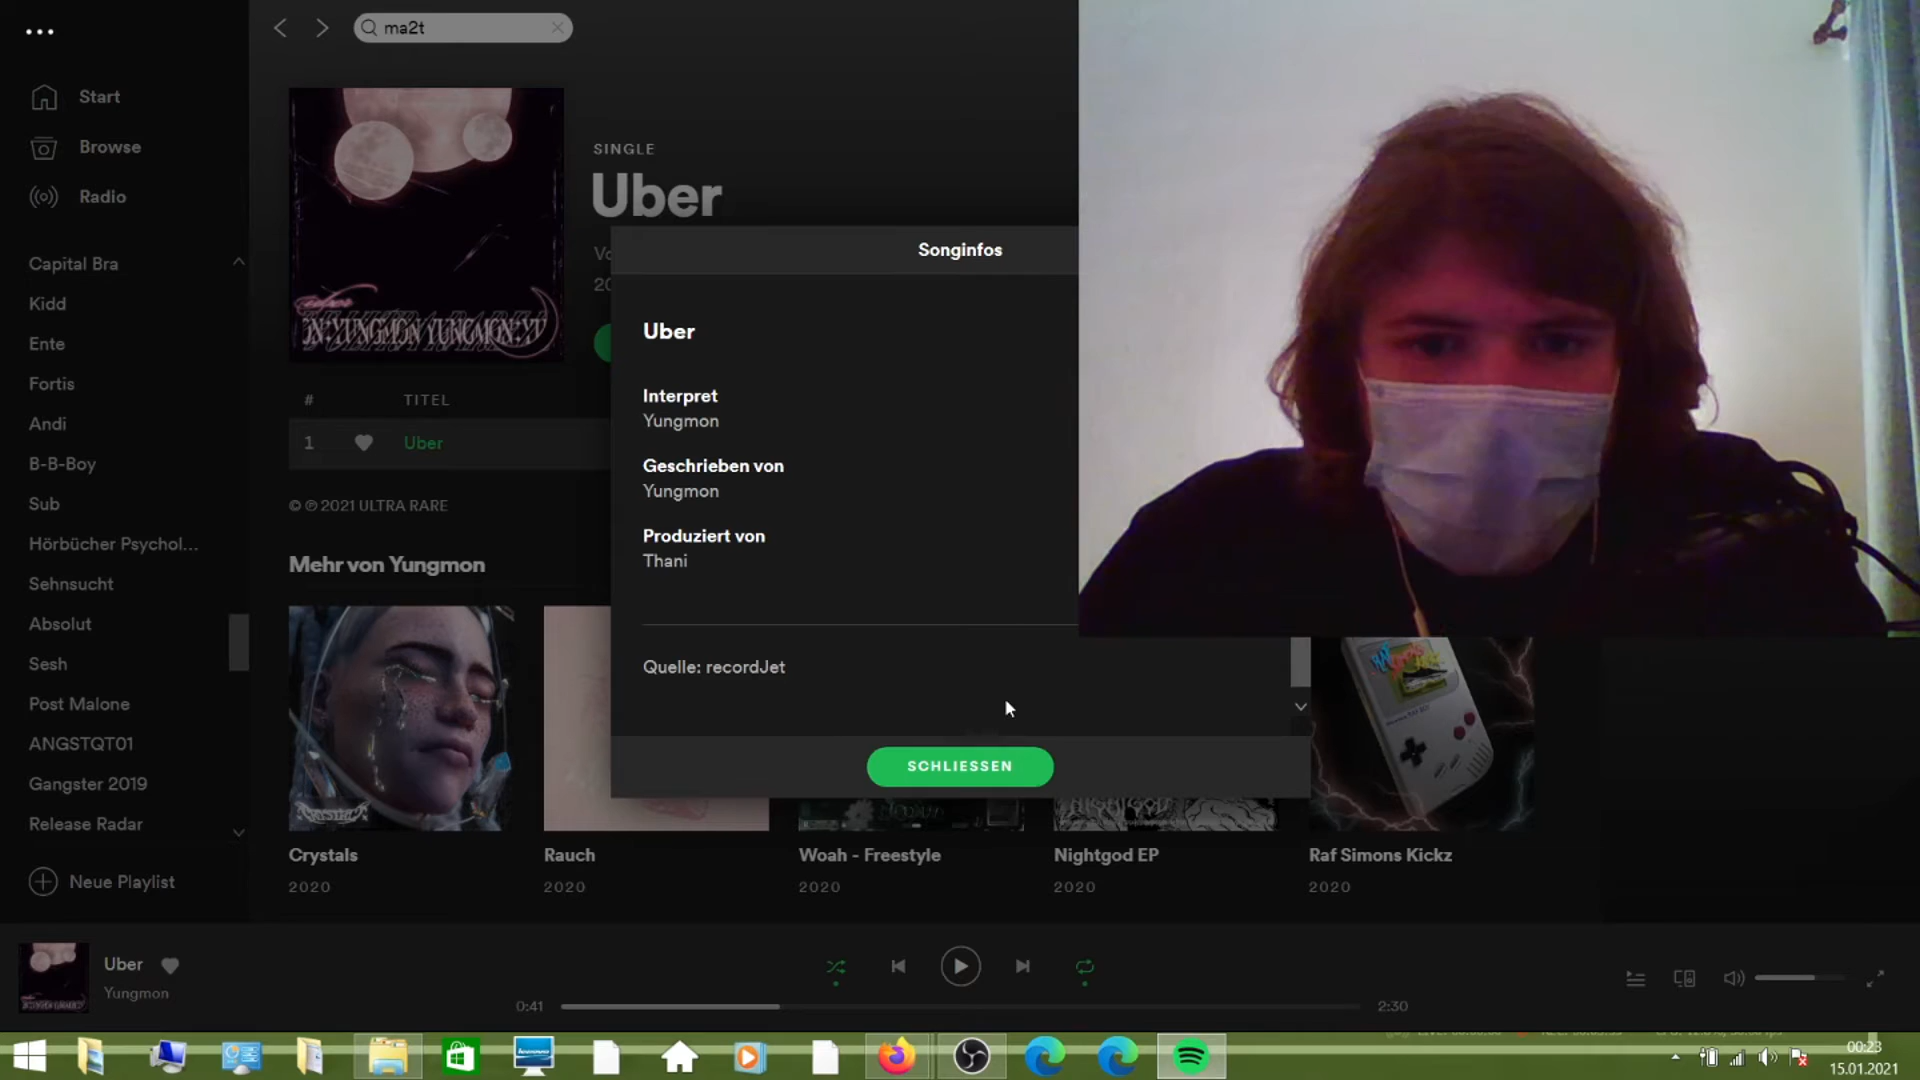 ma2t
Start
Browse
Radio
Capital Bra
Kidd
Ente
Fortis
Andi
B-B-Boy
Sub
Hörbücher Psychol...
Sehnsucht
Absolut
Sesh
Post Malone
ANGSTQT01
Gangster 2019
Release Radar
Neue Playlist
SINGLE
Uber
# TITEL
1 Uber
© ℗ 2021 ULTRA RARE
Mehr von Yungmon
Songinfos
Uber
Interpret
Yungmon
Geschrieben von
Yungmon
Produziert von
Thani
Quelle: recordJet
SCHLIESSEN
Crystals
2020
Rauch
2020
Woah - Freestyle
2020
Nightgod EP
2020
Raf Simons Kickz
2020
Uber
Yungmon
0:41
2:30
00:23
15.01.2021